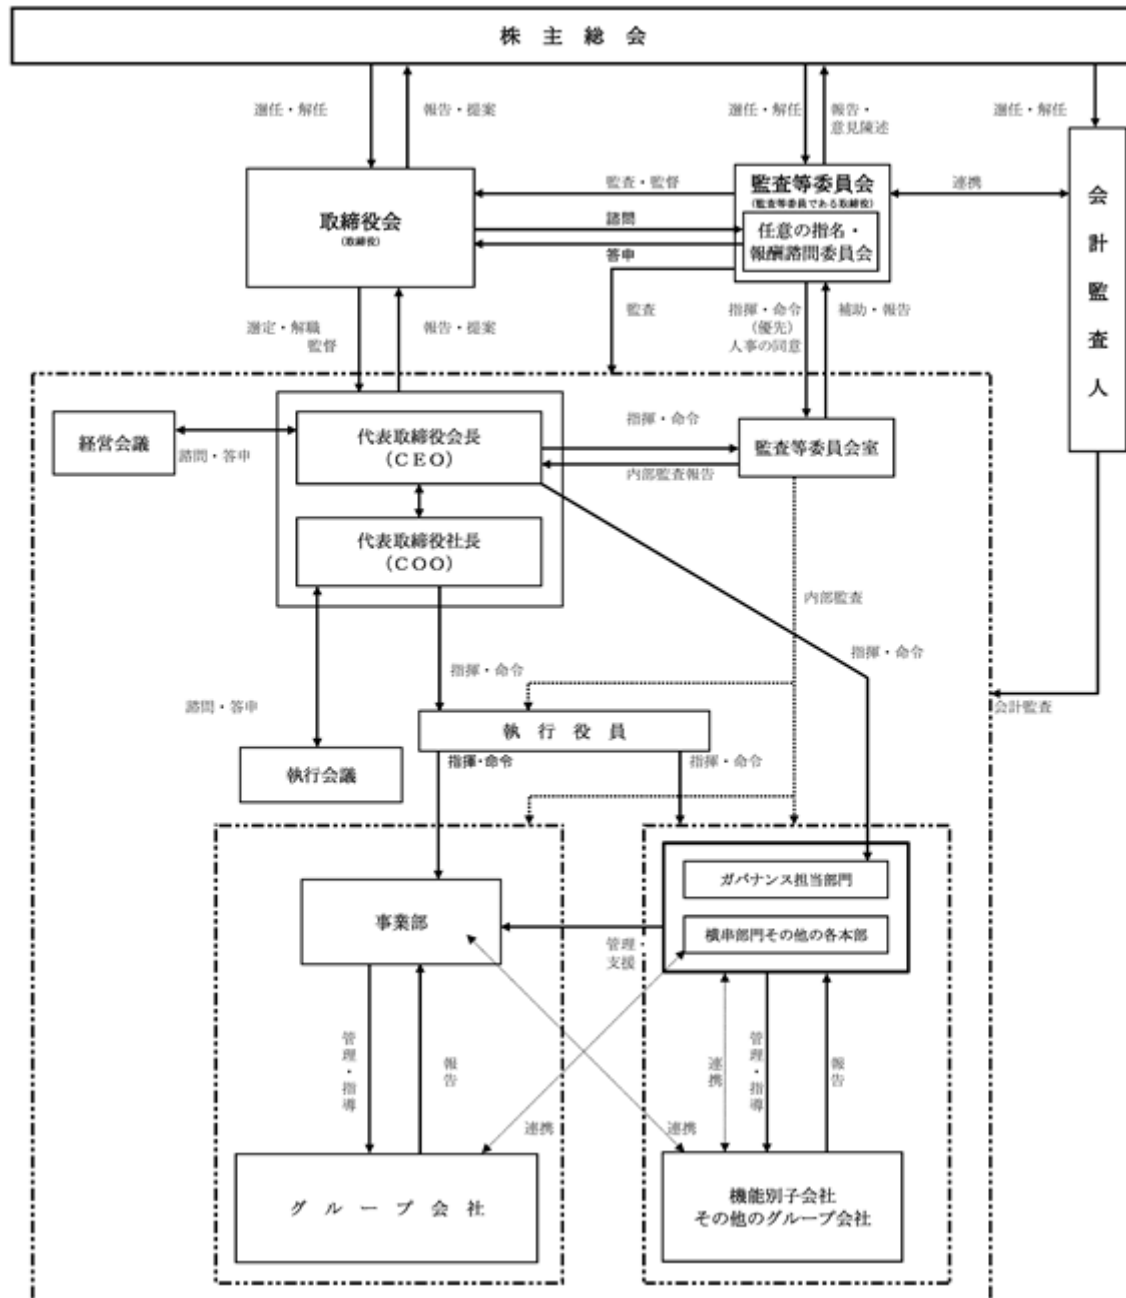 株主総会
選任・解任
報告・提案
選任・解任
報告・
意見陳述
選任・解任
取締役会
(取締役)
監査・監督
諮問
答申
監査等委員会
(監査等委員である取締役)
任意の指名・
報酬諮問委員会
連携
会計監査人
選定・解職
監督
報告・提案
監査
指揮・命令
(優先)
人事の同意
補助・報告
経営会議
諮問・答申
代表取締役会長
(CEO)
指揮・命令
内部監査報告
監査等委員会室
代表取締役社長
(COO)
内部監査
指揮・命令
指揮・命令
諮問・答申
会計監査
執行役員
執行会議
指揮・命令
指揮・命令
ガバナンス担当部門
事業部
横串部門その他の各本部
管理・
支援
管理・指導
報告
連携
管理・指導
報告
連携
連携
グループ会社
機能別子会社
その他のグループ会社